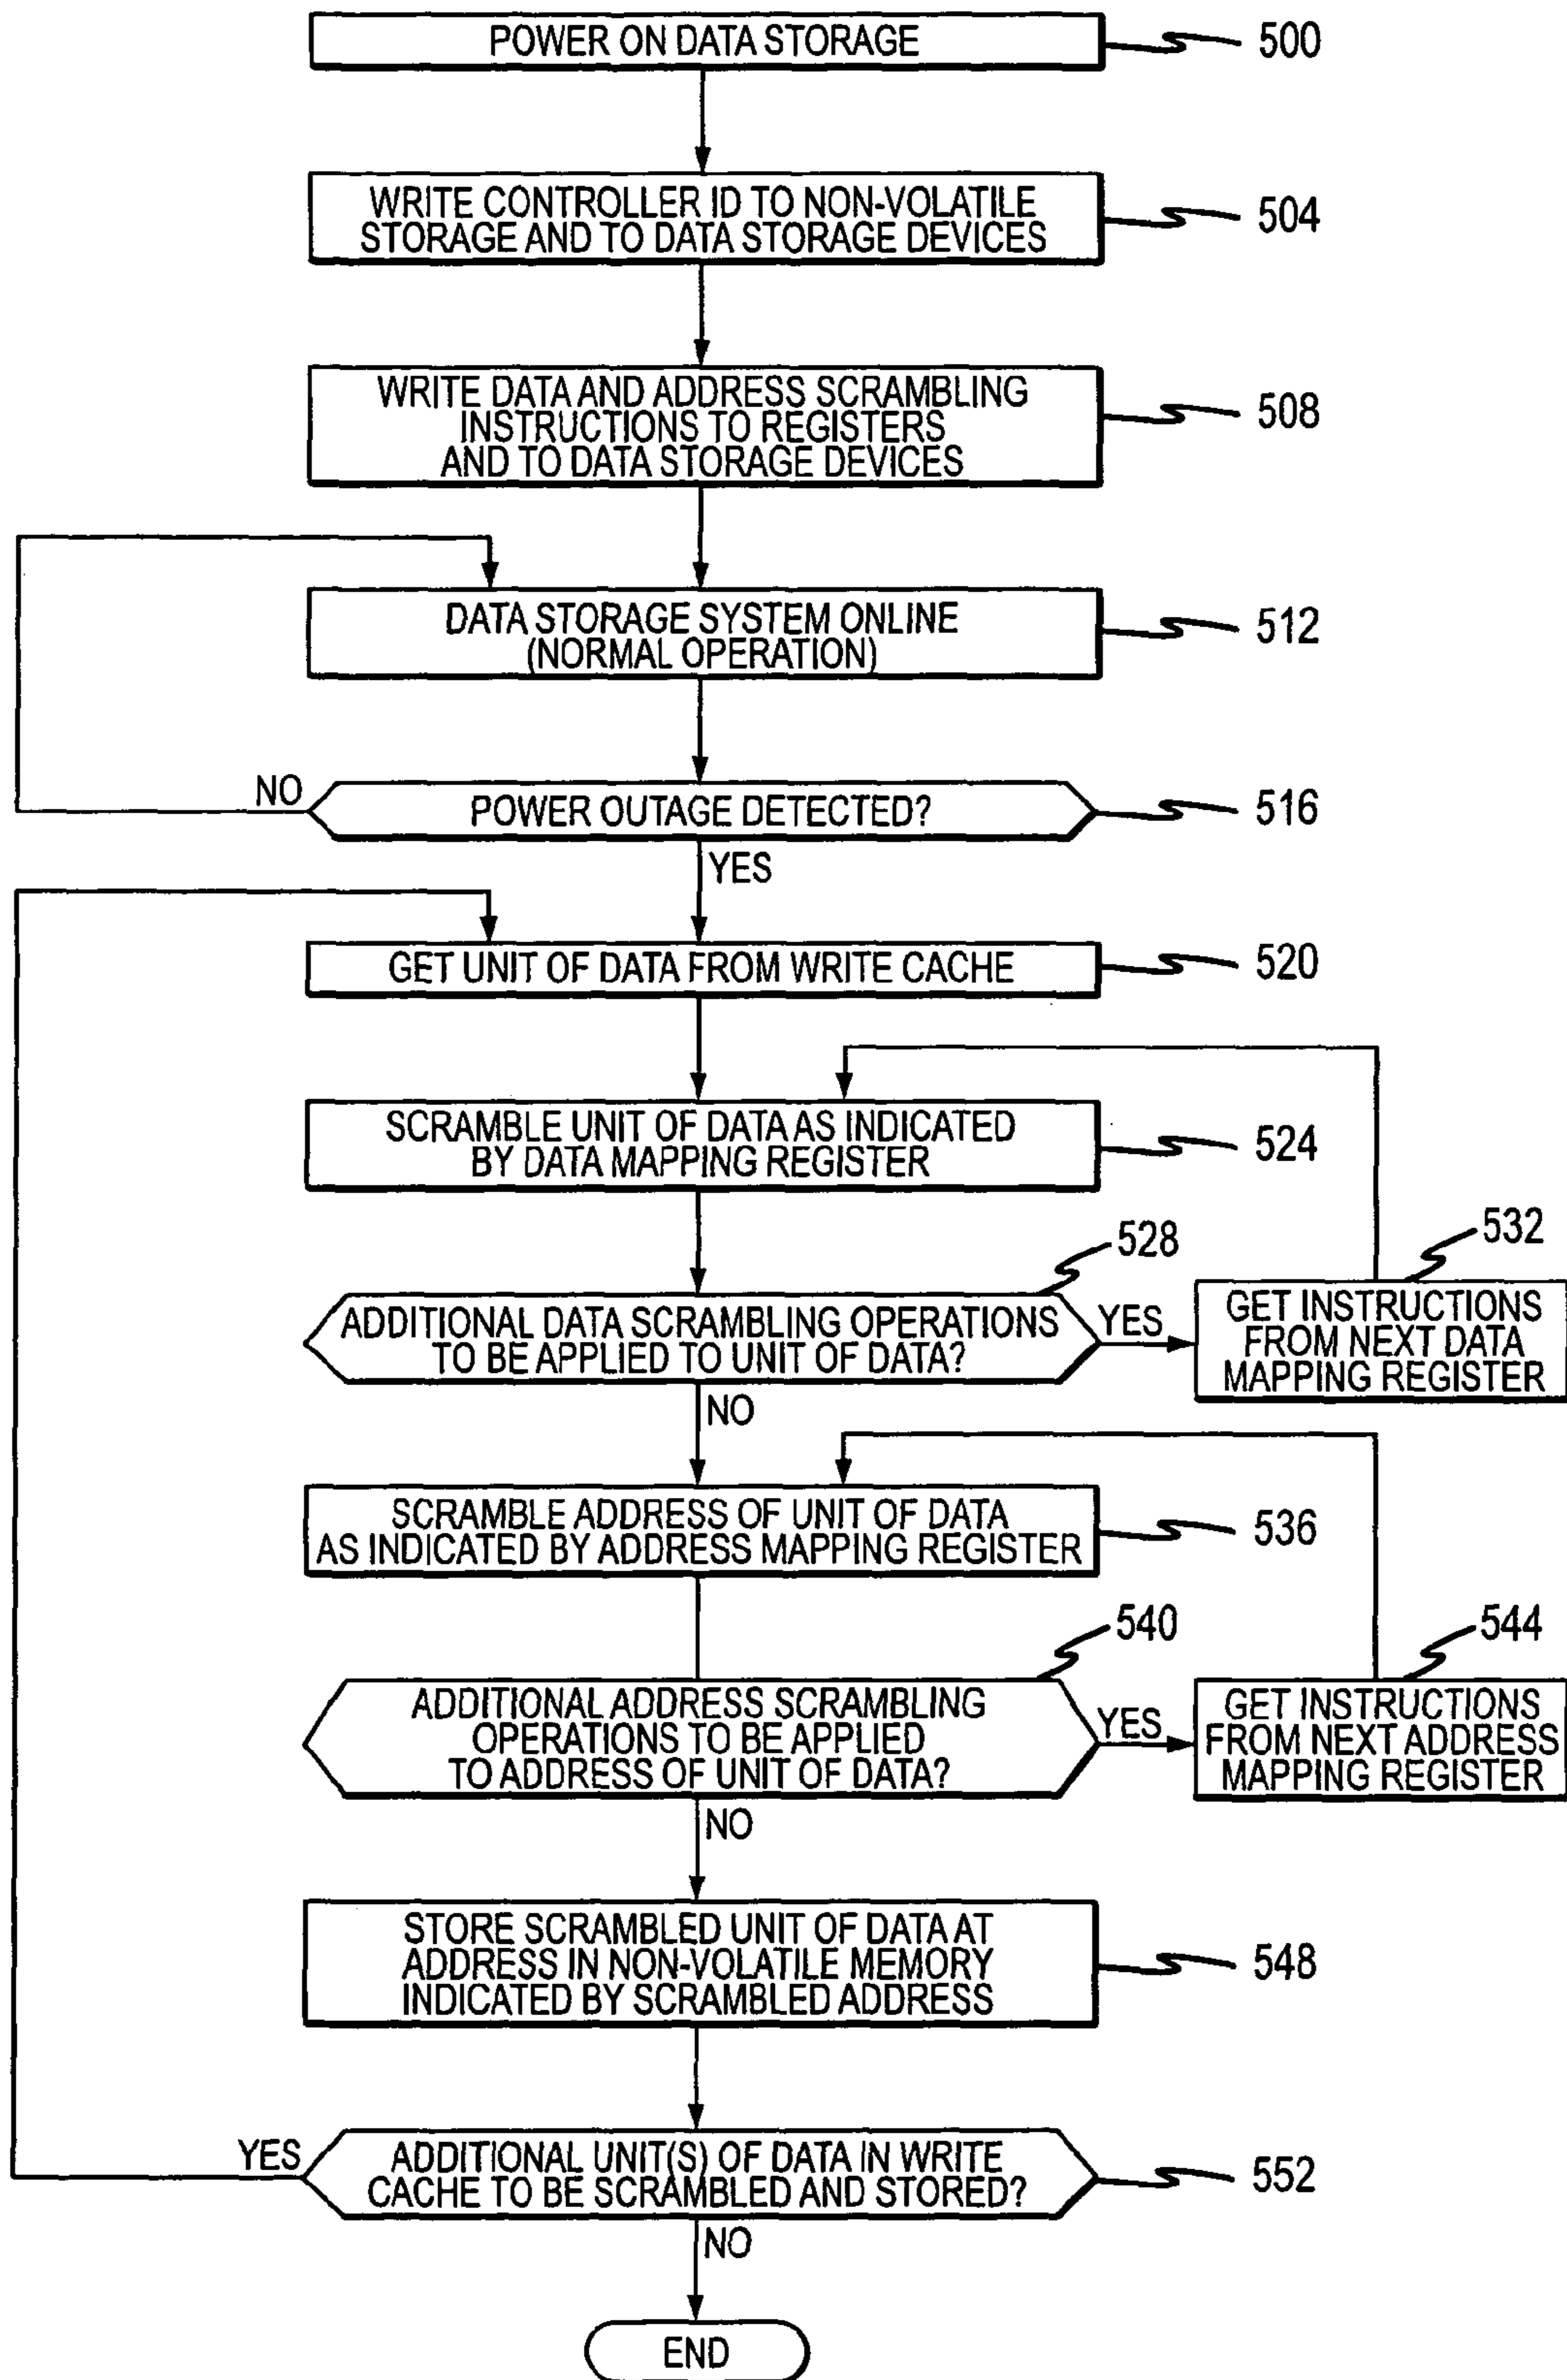 POWER ON DATA STORAGE
500
WRITE CONTROLLER ID TO NON-VOLATILE
STORAGE AND TO DATA STORAGE DEVICES
504
WRITE DATA AND ADDRESS SCRAMBLING
INSTRUCTIONS TO REGISTERS
AND TO DATA STORAGE DEVICES
508
DATA STORAGE SYSTEM ONLINE
(NORMAL OPERATION)
512
NO
POWER OUTAGE DETECTED?
516
YES
GET UNIT OF DATA FROM WRITE CACHE
520
SCRAMBLE UNIT OF DATA AS INDICATED
BY DATA MAPPING REGISTER
524
528
ADDITIONAL DATA SCRAMBLING OPERATIONS
TO BE APPLIED TO UNIT OF DATA?
YES
532
GET INSTRUCTIONS
FROM NEXT DATA
MAPPING REGISTER
NO
SCRAMBLE ADDRESS OF UNIT OF DATA
AS INDICATED BY ADDRESS MAPPING REGISTER
536
540
ADDITIONAL ADDRESS SCRAMBLING
OPERATIONS TO BE APPLIED
TO ADDRESS OF UNIT OF DATA?
YES
544
GET INSTRUCTIONS
FROM NEXT ADDRESS
MAPPING REGISTER
NO
STORE SCRAMBLED UNIT OF DATA AT
ADDRESS IN NON-VOLATILE MEMORY
INDICATED BY SCRAMBLED ADDRESS
548
YES
ADDITIONAL UNIT(S) OF DATA IN WRITE
CACHE TO BE SCRAMBLED AND STORED?
552
NO
END